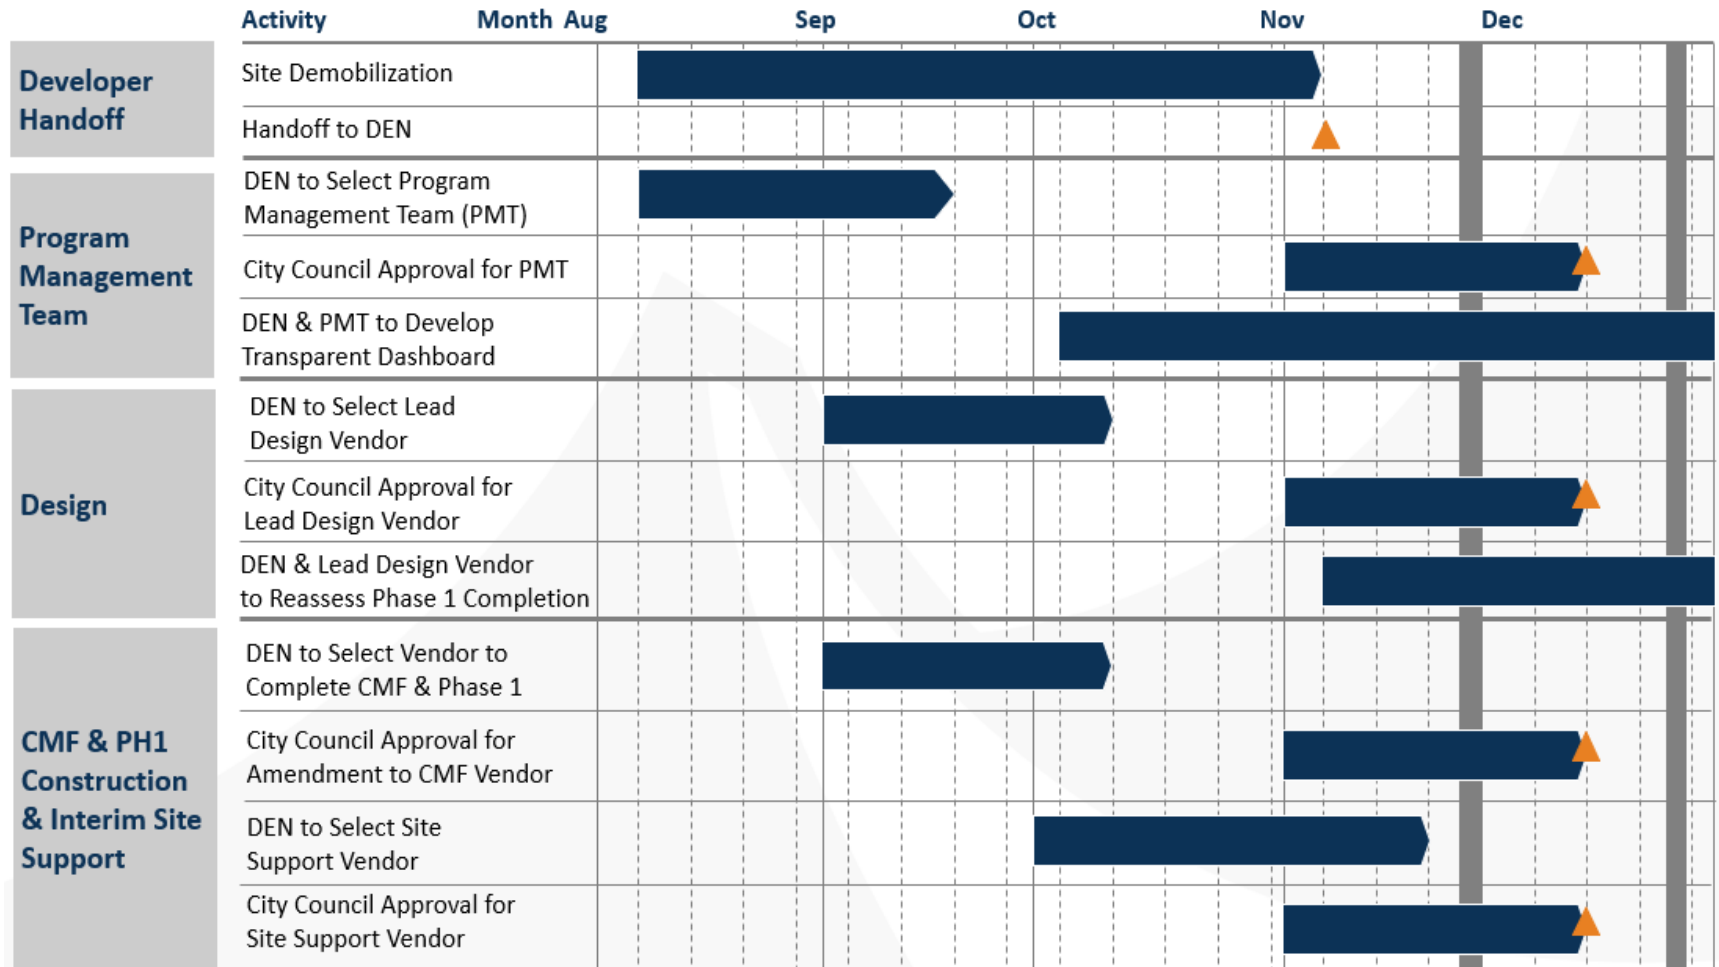 Activity Month Aug Sep Oct Nov Dec
Developer
Handoff
Site Demobilization
Handoff to DEN
Program
Management
Team
DEN to Select Program
Management Team (PMT)
City Council Approval for PMT
DEN & PMT to Develop
Transparent Dashboard
Design
DEN to Select Lead
Design Vendor
City Council Approval for
Lead Design Vendor
DEN & Lead Design Vendor
to Reassess Phase 1 Completion
CMF & PH1
Construction
& Interim Site
Support
DEN to Select Vendor to
Complete CMF & Phase 1
City Council Approval for
Amendment to CMF Vendor
DEN to Select Site
Support Vendor
City Council Approval for
Site Support Vendor